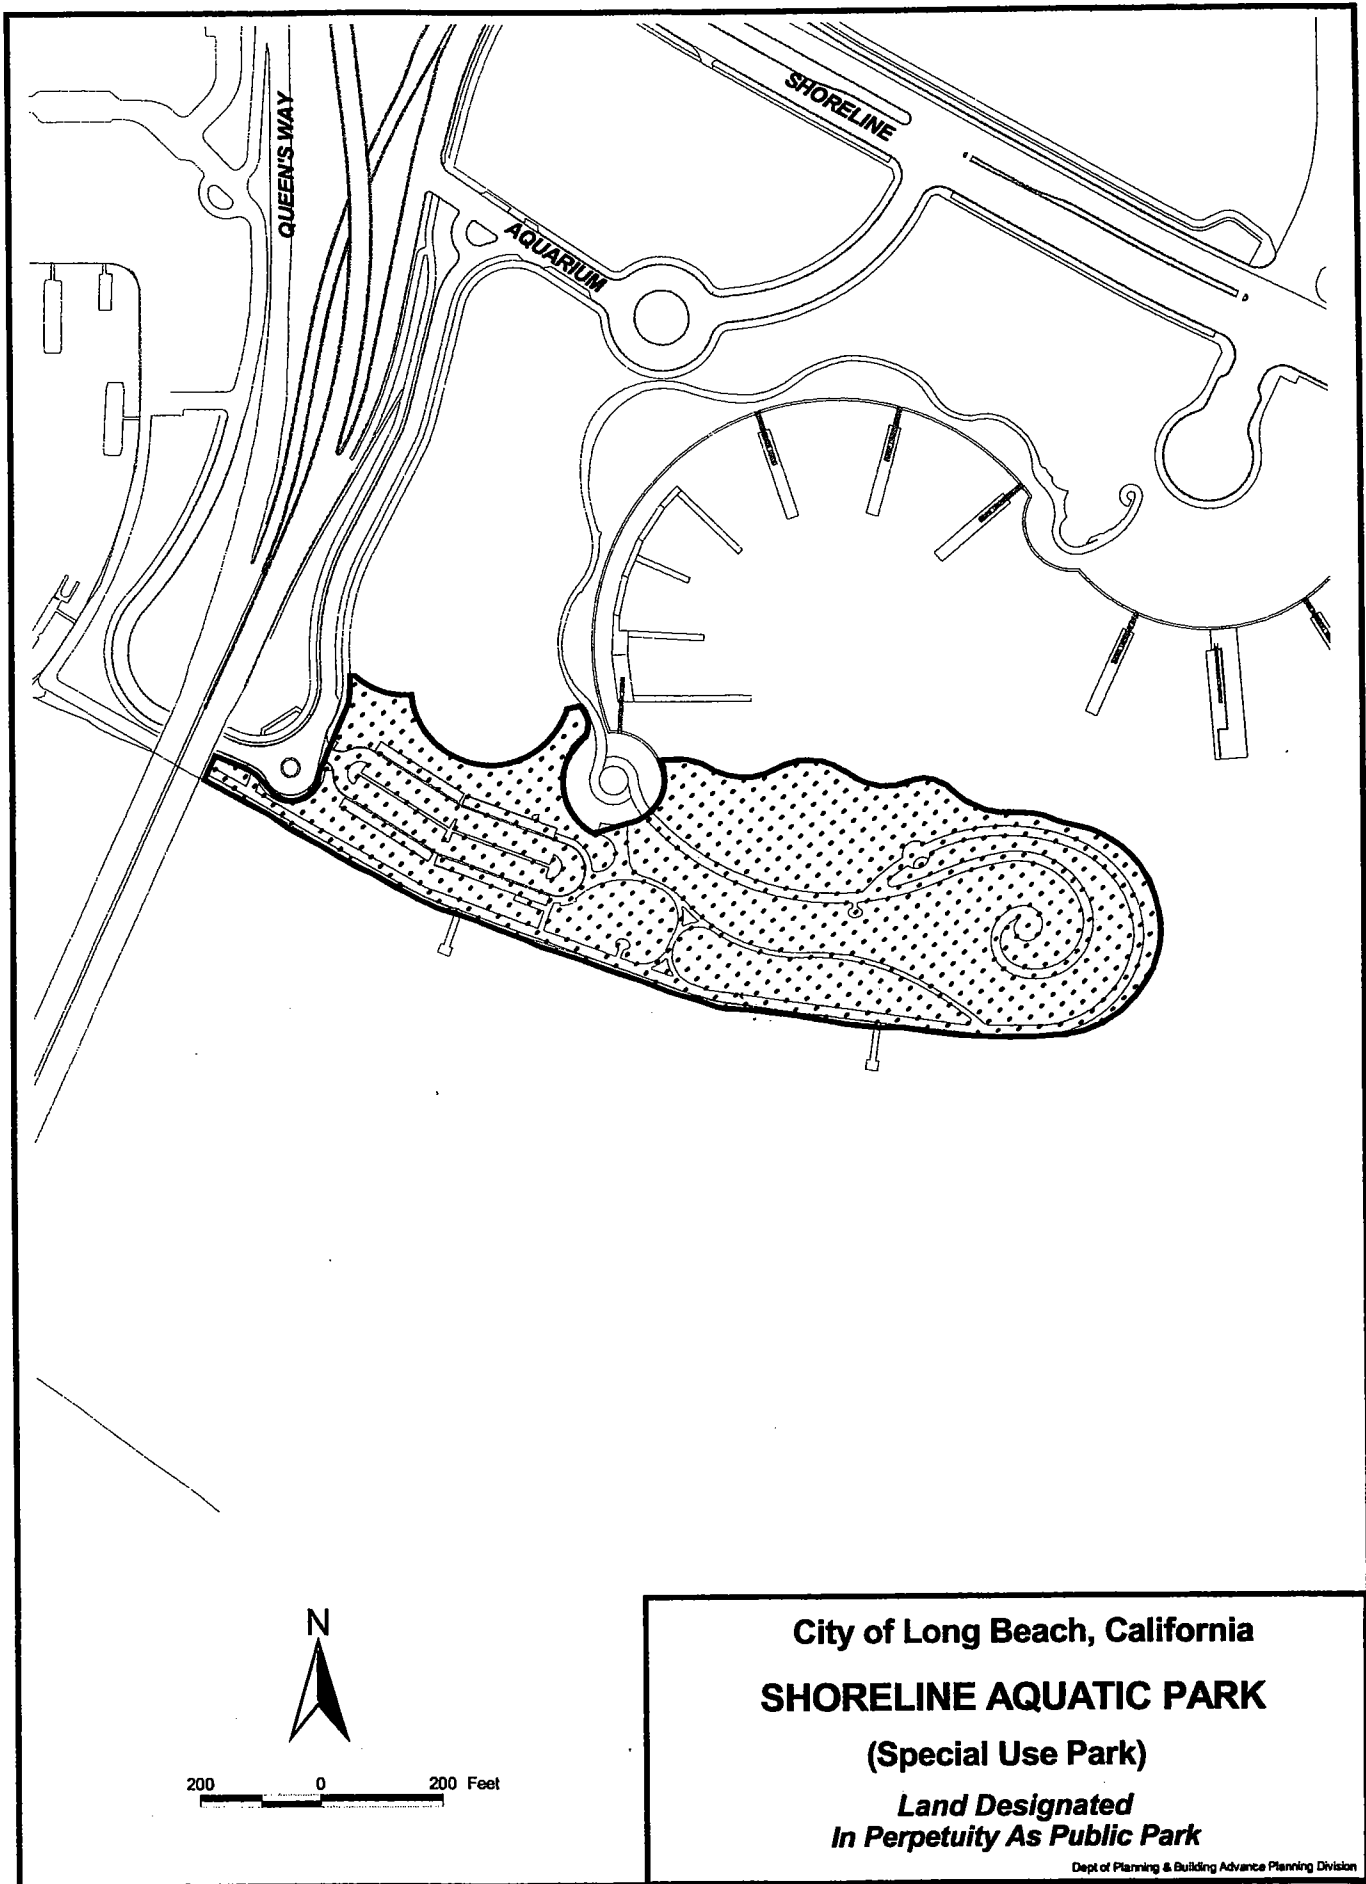 SHORELINE
QUEEN'S WAY
AQUARIUM
N
200 0 200 Feet
City of Long Beach, California
SHORELINE AQUATIC PARK
(Special Use Park)
Land Designated
In Perpetuity As Public Park
Dept of Planning & Building Advance Planning Division